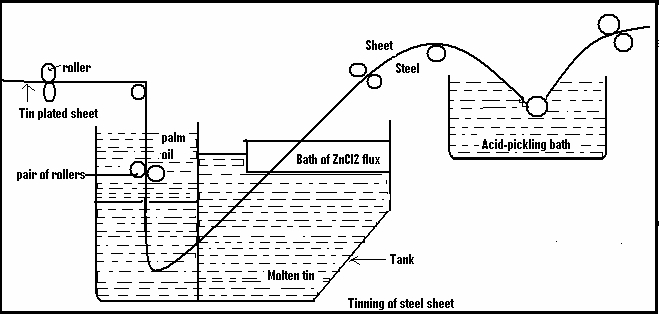 roller
Tin plated sheet
Sheet
Steel
palm
oil
pair of rollers
Bath of ZnCl2 flux
Acid-pickling bath
Molten tin
Tank
Tinning of steel sheet